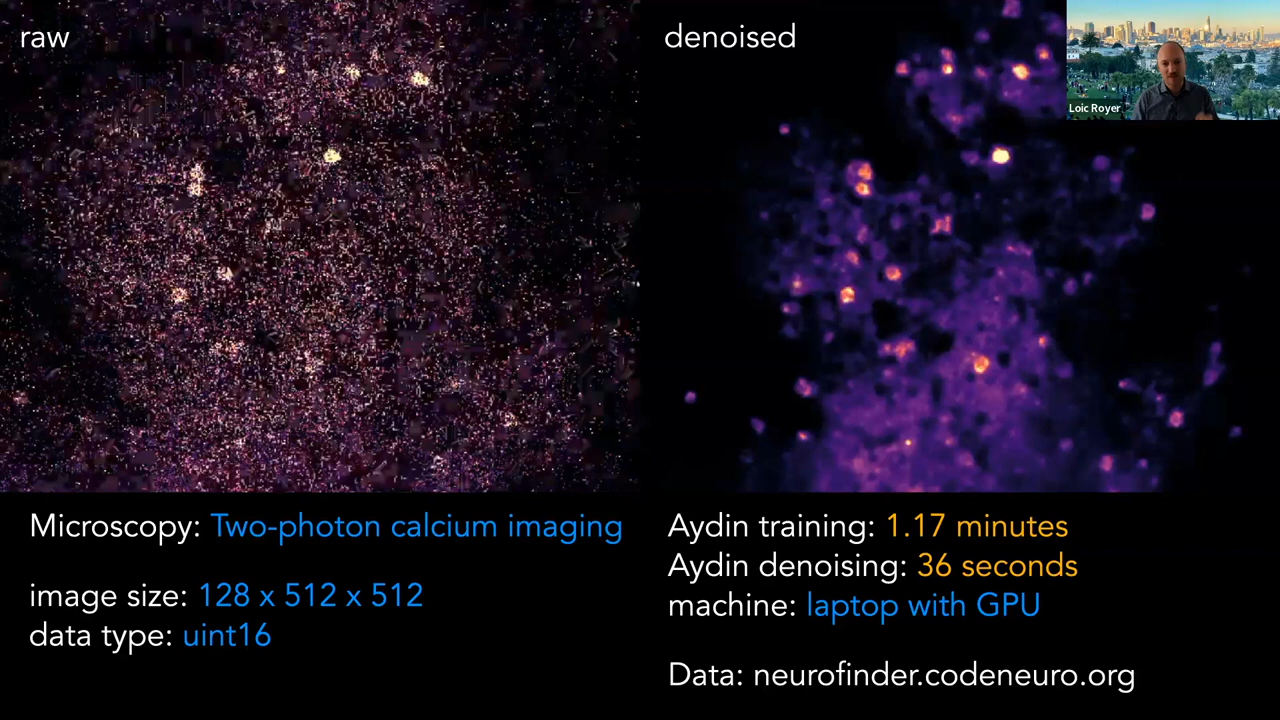 raw
denoised
Loic Royer
Microscopy: Two-photon calcium imaging
image size: 128 x 512 x 512
data type: uint16
Aydin training: 1.17 minutes
Aydin denoising: 36 seconds
machine: laptop with GPU
Data: neurofinder.codeneuro.org